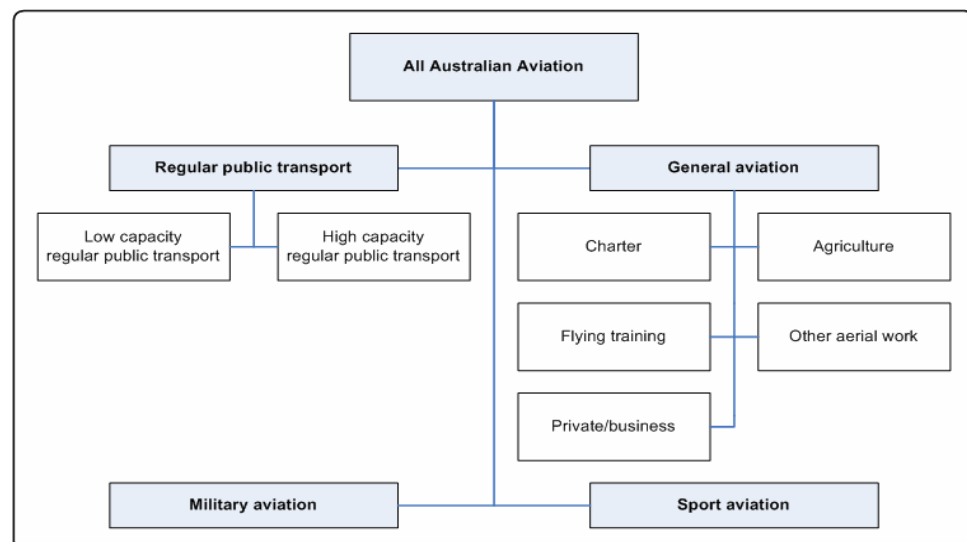 All Australian Aviation
Regular public transport
General aviation
Low capacity
regular public transport
High capacity
regular public transport
Charter
Agriculture
Flying training
Other aerial work
Private/business
Military aviation
Sport aviation